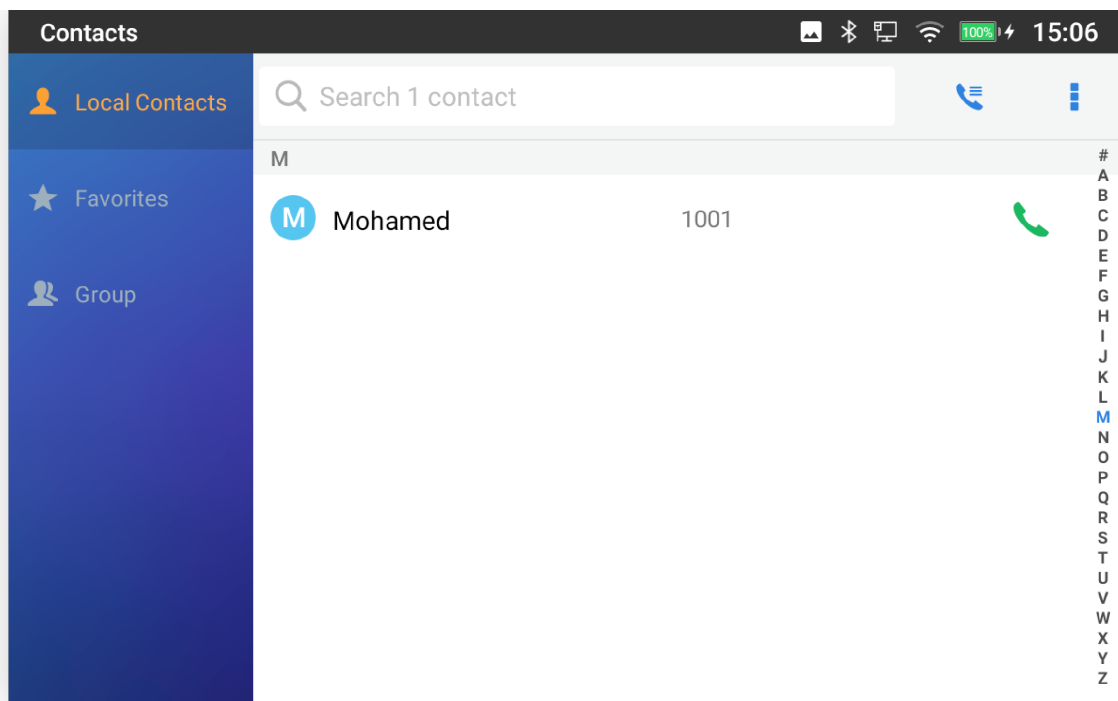 Contacts
100%
15:06
Local Contacts
Favorites
Group
Search 1 contact
M
M
Mohamed
1001
#
A
B
C
D
E
F
G
H
I
J
K
L
M
N
O
P
Q
R
S
T
U
V
W
X
Y
Z